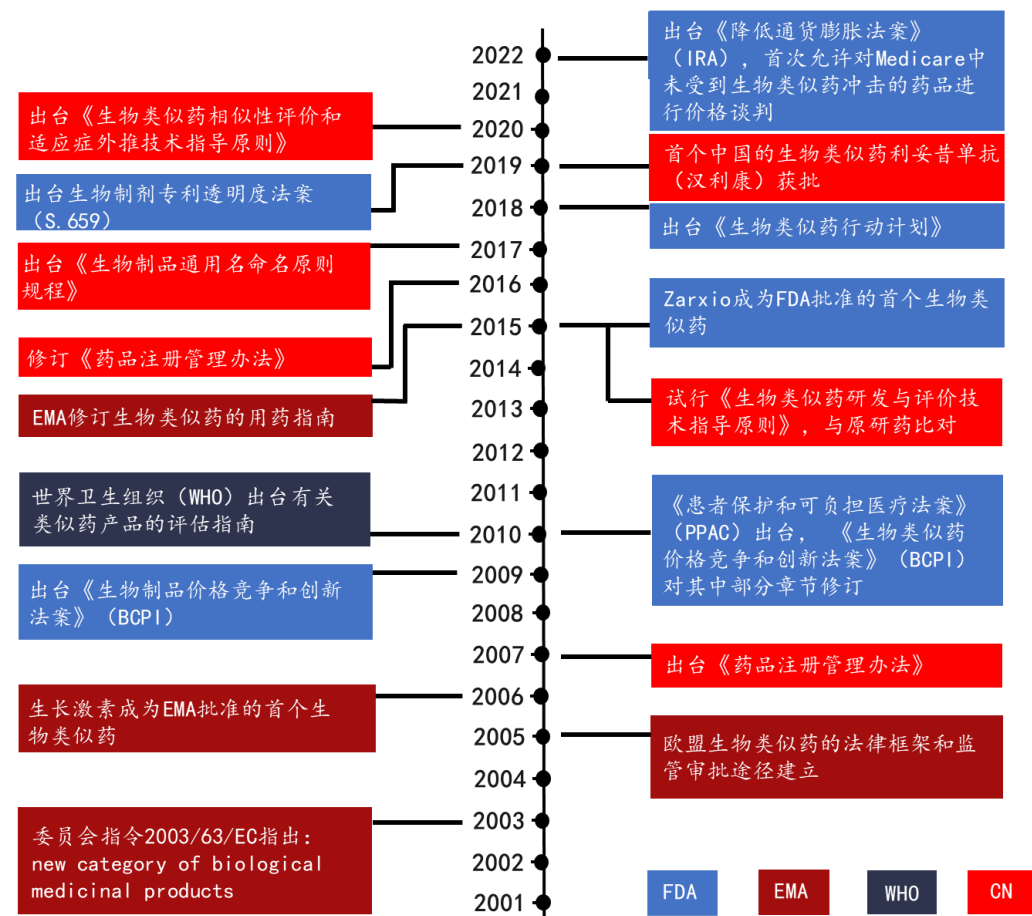 出台《降低通货膨胀法案》
（IRA），首次允许对Medicare中
未受到生物类似药冲击的药品进
行价格谈判
2022
2021
出台《生物类似药相似性评价和
适应症外推技术指导原则》
2020
首个中国的生物类似药利妥昔单抗
（汉利康）获批
2019
出台生物制剂专利透明度法案
（S.659）
2018
出台《生物类似药行动计划》
2017
出台《生物制品通用名命名原则
规程》
2016
Zarxio成为FDA批准的首个生物类
似药
2015
修订《药品注册管理办法》
2014
试行《生物类似药研发与评价技
术指导原则》，与原研药比对
EMA修订生物类似药的用药指南
2013
2012
世界卫生组织（WHO）出台有关
类似药产品的评估指南
2011
《患者保护和可负担医疗法案》
（PPAC）出台， 《生物类似药
价格竞争和创新法案》（BCPI）
对其中部分章节修订
2010
2009
出台《生物制品价格竞争和创新
法案》（BCPI）
2008
2007
出台《药品注册管理办法》
2006
生长激素成为EMA批准的首个生
物类似药
2005
欧盟生物类似药的法律框架和监
管审批途径建立
2004
2003
委员会指令2003/63/EC指出：
new category of biological
medicinal products
2002
2001
FDA
EMA
WHO
CN